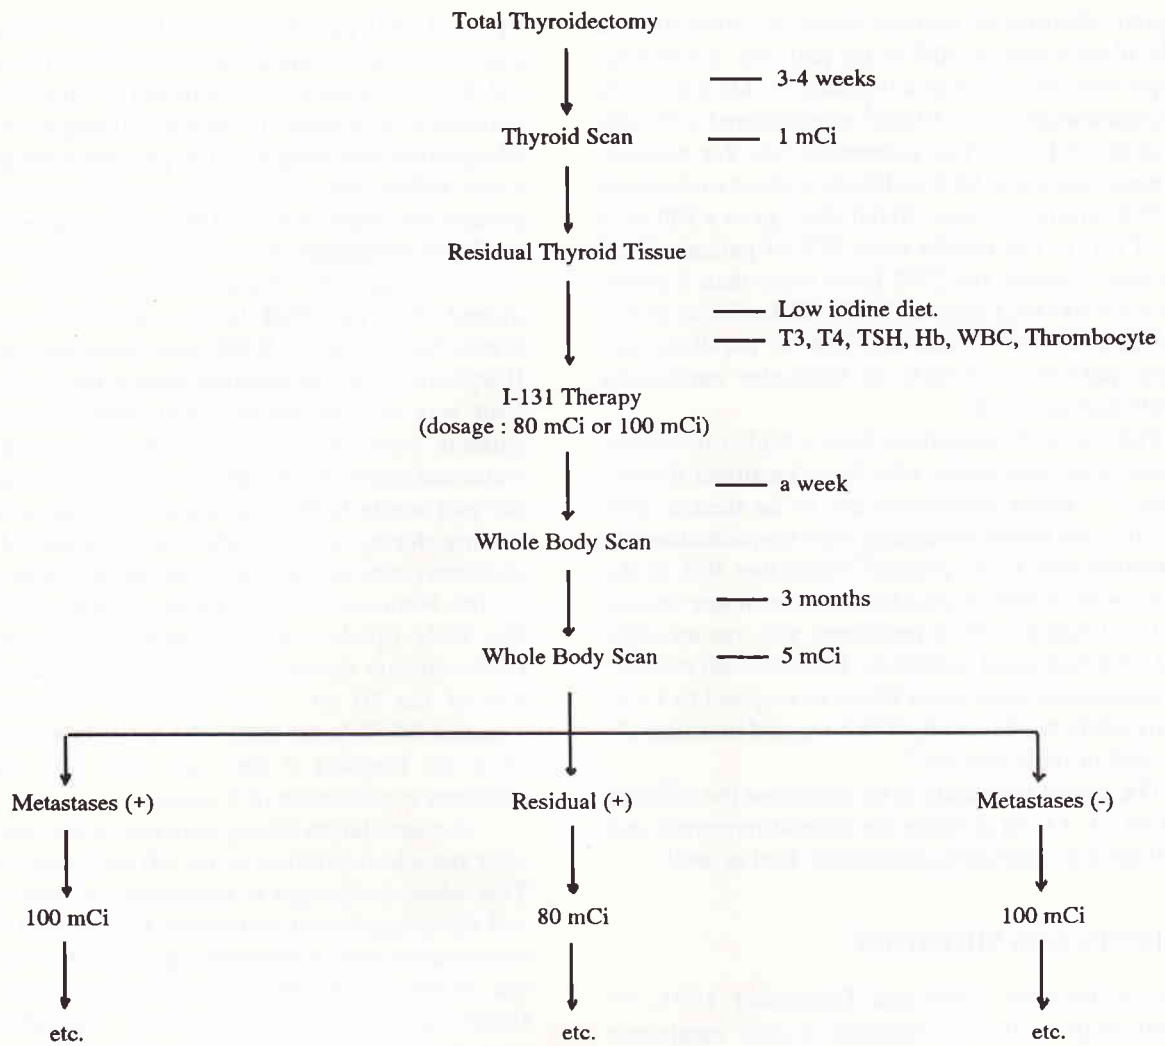 Total Thyroidectomy
3-4 weeks
Thyroid Scan
1 mCi
Residual Thyroid Tissue
Low iodine diet.
T3, T4, TSH, Hb, WBC, Thrombocyte
I-131 Therapy
(dosage : 80 mCi or 100 mCi)
a week
Whole Body Scan
3 months
Whole Body Scan
5 mCi
Metastases (+)
Residual (+)
Metastases (-)
100 mCi
80 mCi
100 mCi
etc.
etc.
etc.